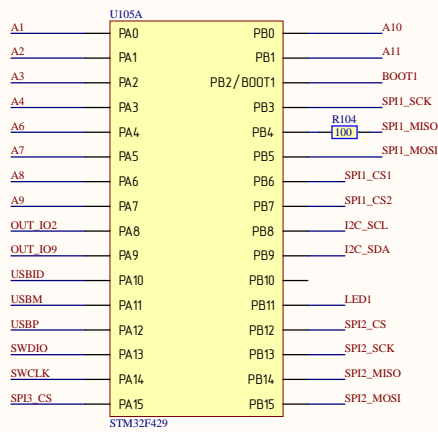 U105A
A1 PA0 PB0 A10
A2 PA1 PB1 A11
A3 PA2 PB2/BOOT1 BOOT1
A4 PA3 PB3 SPI1_SCK
R104
A6 PA4 PB4 100 SPI1_MISO
A7 PA5 PB5 SPI1_MOSI
A8 PA6 PB6 SPI1_CS1
A9 PA7 PB7 SPI1_CS2
OUT_IO2 PA8 PB8 I2C_SCL
OUT_IO9 PA9 PB9 I2C_SDA
USBID PA10 PB10
USBM PA11 PB11 LED1
USBP PA12 PB12 SPI2_CS
SWDIO PA13 PB13 SPI2_SCK
SWCLK PA14 PB14 SPI2_MISO
SPI3_CS PA15 PB15 SPI2_MOSI
STM32F429